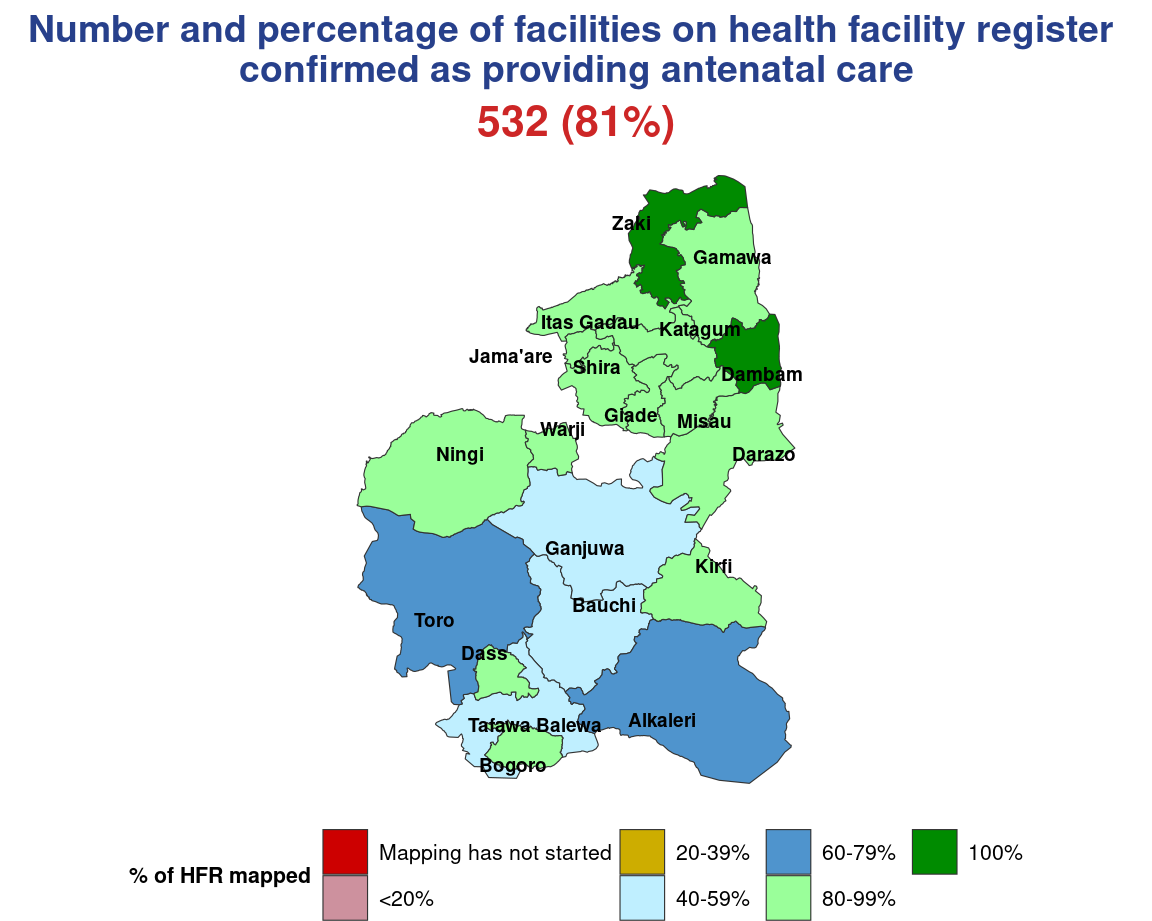 Number and percentage of facilities on health facility register
confirmed as providing antenatal care
532 (81%)
Zaki
Gamawa
Itas Gadau
Katagum
Jama'are
Shira
Dambam
Giade
Misau
Warji
Ningi
Darazo
Ganjuwa
Kirfi
Bauchi
Toro
Dass
Tafawa Balewa
Alkaleri
Bogoro
% of HFR mapped
Mapping has not started
<20%
20-39%
40-59%
60-79%
80-99%
100%